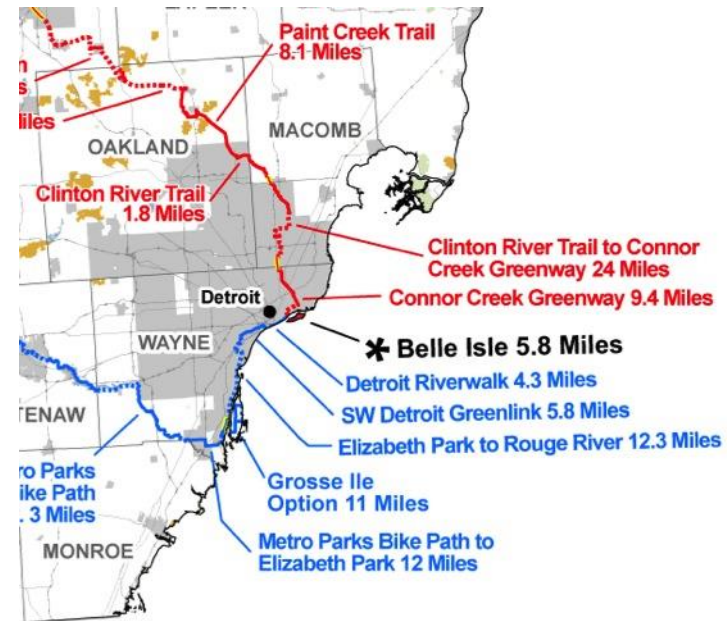 Paint Creek Trail
8.1 Miles
MACOMB
OAKLAND
Clinton River Trail
1.8 Miles
Clinton River Trail to Connor
Creek Greenway 24 Miles
Connor Creek Greenway 9.4 Miles
Detroit
WAYNE
* Belle Isle 5.8 Miles
Detroit Riverwalk 4.3 Miles
SW Detroit Greenlink 5.8 Miles
Elizabeth Park to Rouge River 12.3 Miles
TENAW
ro Parks
ike Path
. 3 Miles
Grosse Ile
Option 11 Miles
Metro Parks Bike Path to
Elizabeth Park 12 Miles
MONROE